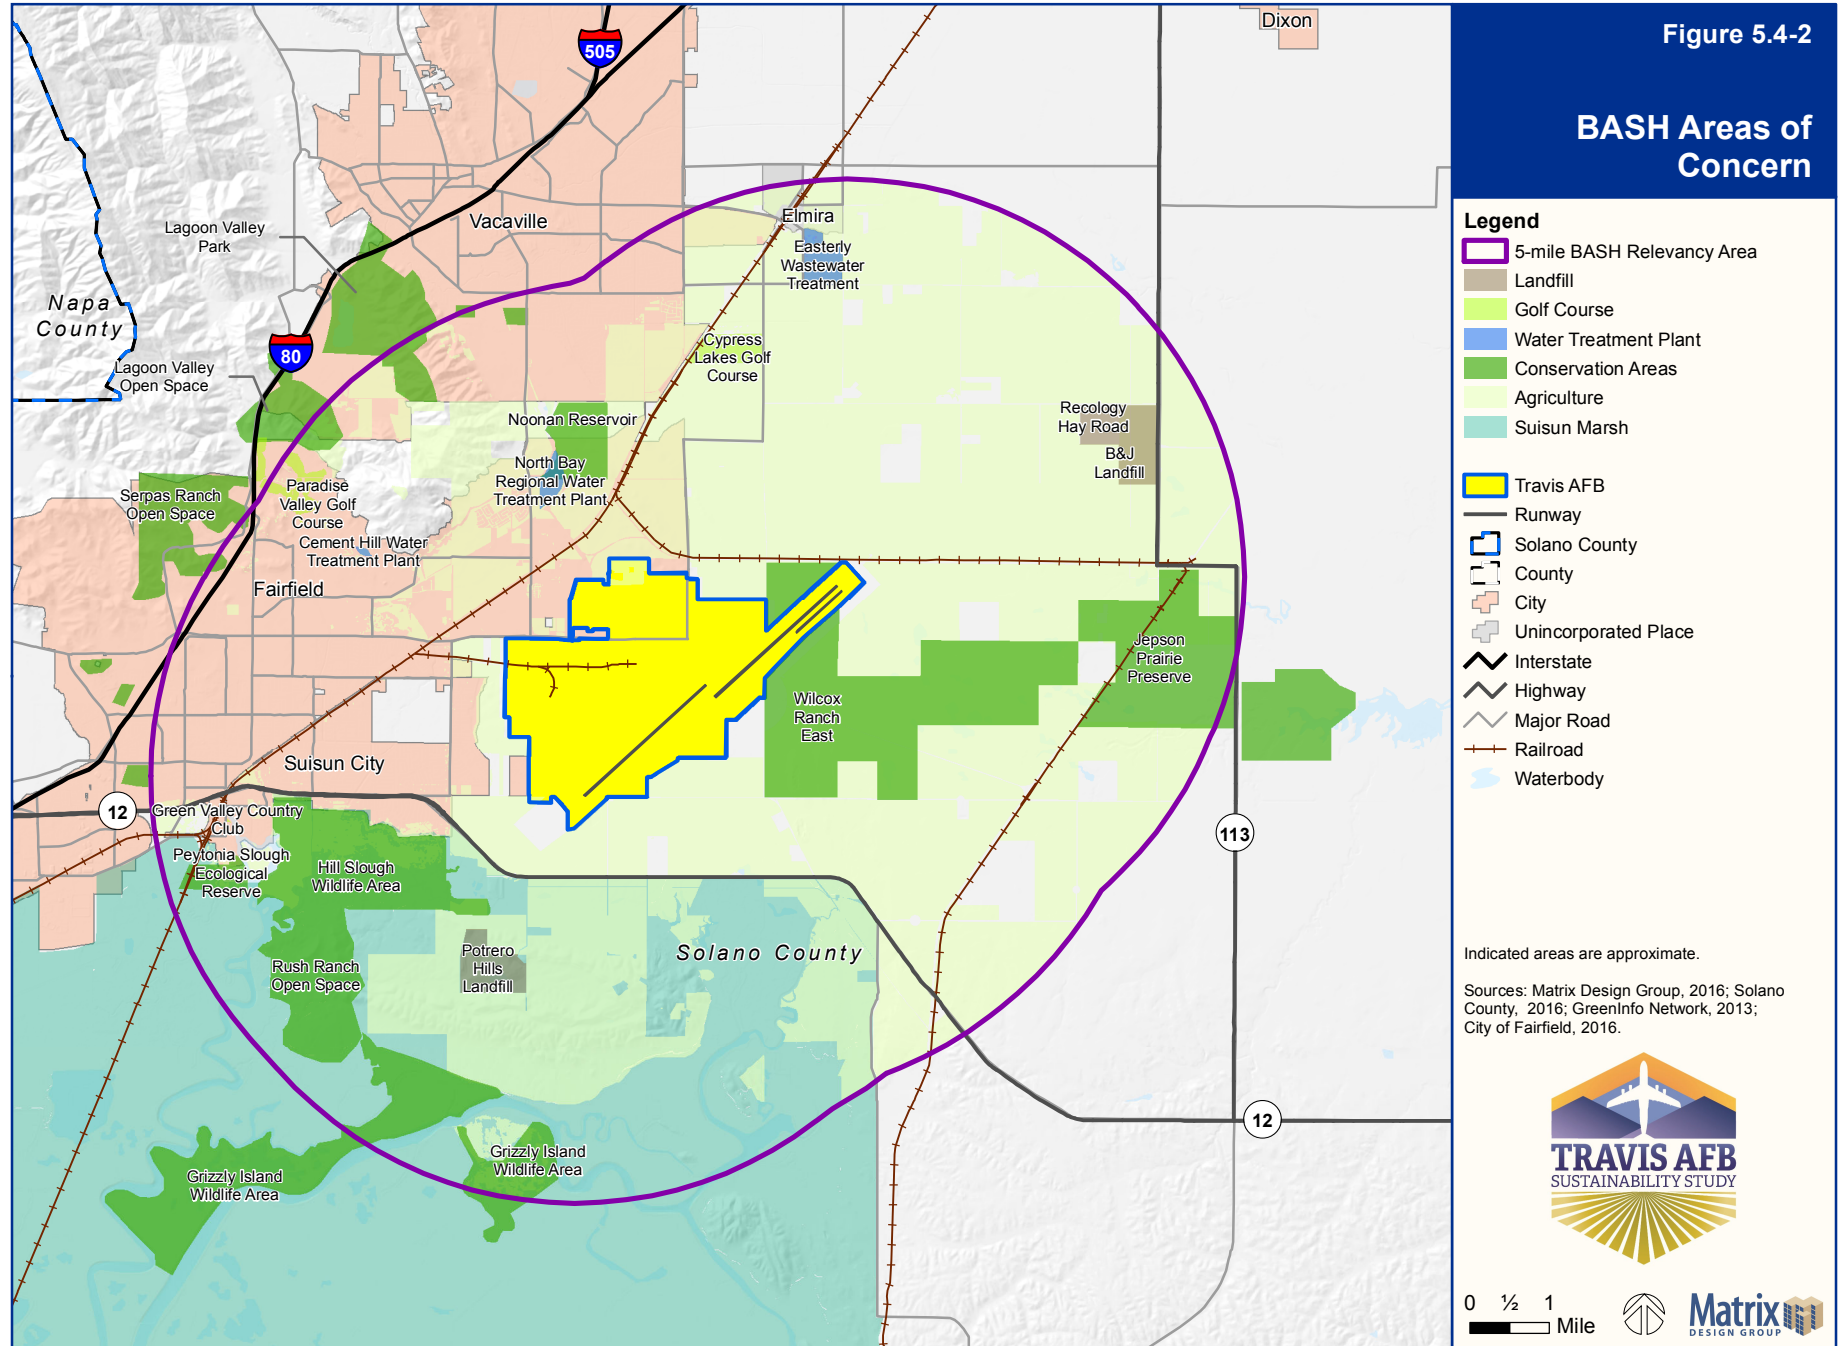 Figure 5.4-2
BASH Areas of
Concern
Legend
5-mile BASH Relevancy Area
Landfill
Golf Course
Water Treatment Plant
Conservation Areas
Agriculture
Suisun Marsh
Travis AFB
Runway
Solano County
County
City
Unincorporated Place
Interstate
Highway
Major Road
Railroad
Waterbody
Indicated areas are approximate.
Sources: Matrix Design Group, 2016; Solano
County, 2016; GreenInfo Network, 2013;
City of Fairfield, 2016.
TRAVIS AFB
SUSTAINABILITY STUDY
0 ½ 1
Mile
Matrix
DESIGN GROUP
Dixon
505
Vacaville
Lagoon Valley
Park
Elmira
Easterly
Wastewater
Treatment
Napa
County
80
Lagoon Valley
Open Space
Cypress
Lakes Golf
Course
Noonan Reservoir
Recology
Hay Road
B&J
Landfill
North Bay
Regional Water
Treatment Plant
Serpas Ranch
Open Space
Paradise
Valley Golf
Course
Cement Hill Water
Treatment Plant
Fairfield
Jepson
Prairie
Preserve
Wilcox
Ranch
East
Suisun City
12
Green Valley Country
Club
113
Peytonia Slough
Ecological
Reserve
Hill Slough
Wildlife Area
Solano County
Potrero
Hills
Landfill
Rush Ranch
Open Space
12
Grizzly Island
Wildlife Area
Grizzly Island
Wildlife Area